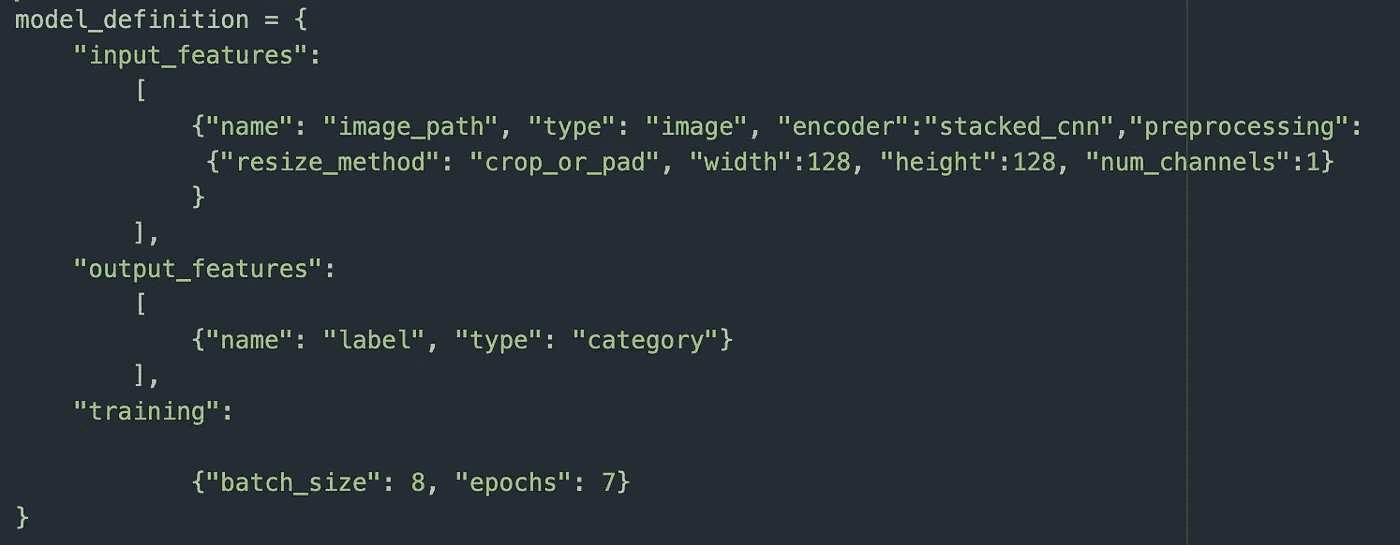 model_definition = {
    "input_features":
        [
            {"name": "image_path", "type": "image", "encoder":"stacked_cnn","preprocessing":
             {"resize_method": "crop_or_pad", "width":128, "height":128, "num_channels":1}
            }
        ],
    "output_features":
        [
            {"name": "label", "type": "category"}
        ],
    "training":

            {"batch_size": 8, "epochs": 7}
}